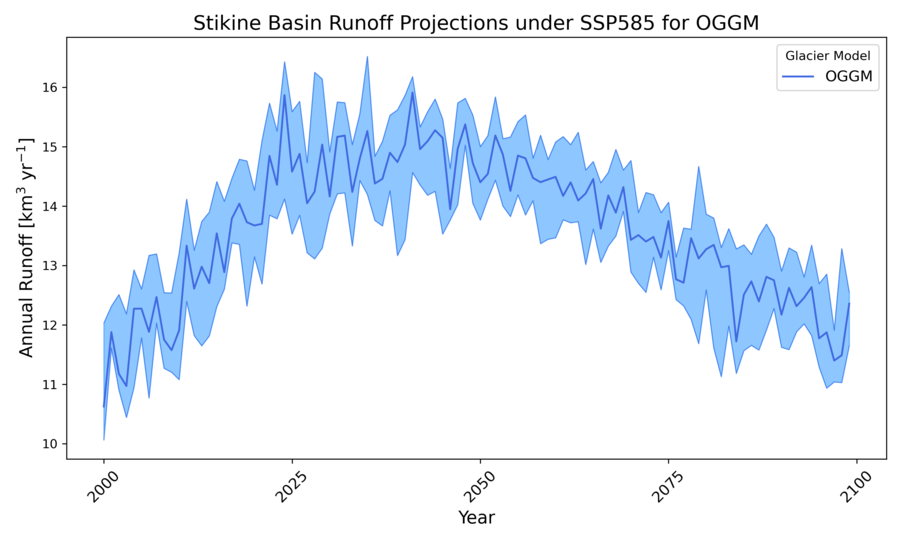 Stikine Basin Runoff Projections under SSP585 for OGGM
Glacier Model
OGGM
Annual Runoff [km³ yr⁻¹]
16
15
14
13
12
11
10
2000
2025
2050
2075
2100
Year